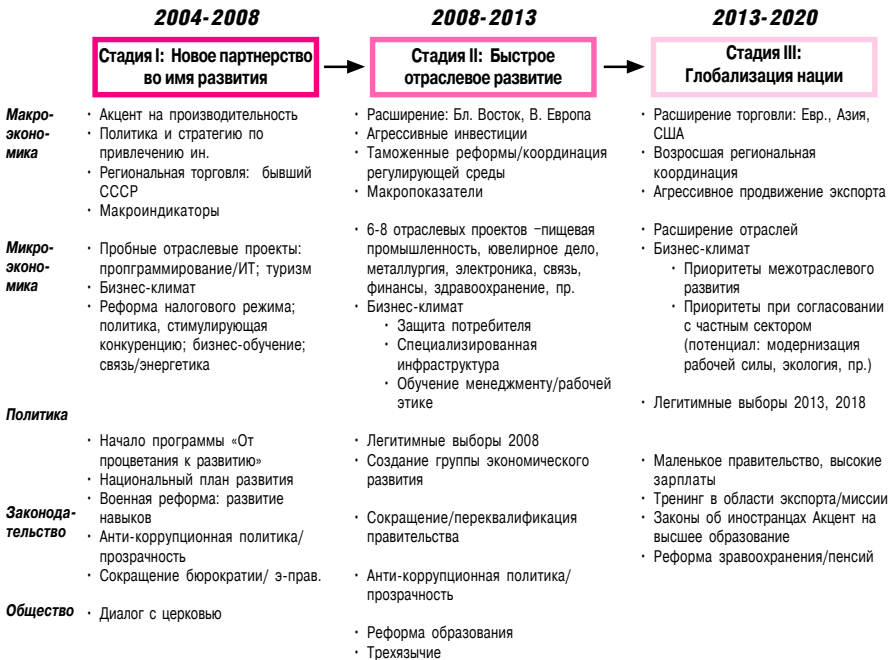 2004-2008
2008-2013
2013-2020
Стадия I: Новое партнерство
во имя развития
Стадия II: Быстрое
отраслевое развитие
Стадия III:
Глобализация нации
Макро-
эконо-
мика
· Акцент на производительность
· Политика и стратегию по
привлечению ин.
· Региональная торговля: бывший
СССР
· Макроиндикаторы
· Расширение: Бл. Восток, В. Европа
· Агрессивные инвестиции
· Таможенные реформы/координация
регулирующей среды
· Макропоказатели
· Расширение торговли: Евр., Азия,
США
· Возросшая региональная
координация
· Агрессивное продвижение экспорта
Микро-
эконо-
мика
· Пробные отраслевые проекты:
пропграммирование/ИТ; туризм
· Бизнес-климат
· Реформа налогового режима;
политика, стимулирующая
конкуренцию; бизнес-обучение;
связь/энергетика
· 6-8 отраслевых проектов –пищевая
промышленность, ювелирное дело,
металлургия, электроника, связь,
финансы, здравоохранение, пр.
· Бизнес-климат
· Защита потребителя
· Специализированная
инфраструктура
· Обучение менеджменту/рабочей
этике
· Расширение отраслей
· Бизнес-климат
· Приоритеты межотраслевого
развития
· Приоритеты при согласовании
с частным сектором
(потенциал: модернизация
рабочей силы, экология, пр.)
Политика
· Начало программы «От
процветания к развитию»
· Национальный план развития
· Военная реформа: развитие
навыков
· Анти-коррупционная политика/
прозрачность
· Сокращение бюрократии/ э-прав.
· Легитимные выборы 2008
· Создание группы экономического
развития
· Легитимные выборы 2013, 2018
· Маленькое правительство, высокие
зарплаты
· Тренинг в области экспорта/миссии
· Законы об иностранцах Акцент на
высшее образование
· Реформа зравоохранения/пенсий
Законода-
тельство
· Сокращение/переквалификация
правительства
· Анти-коррупционная политика/
прозрачность
Общество
· Диалог с церковью
· Реформа образования
· Трехязычие